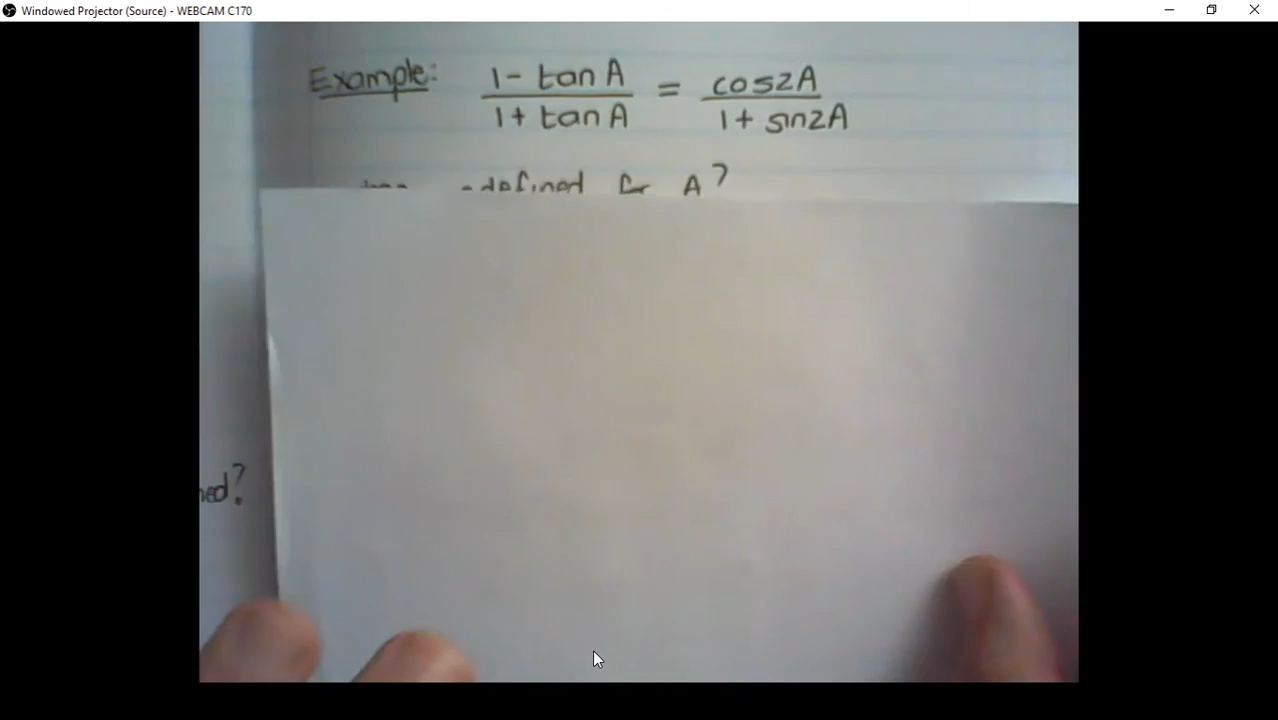 Windowed Projector (Source) - WEBCAM C170
Example: (1 - tan A)/(1 + tan A) = cos2A/(1 + sin2A)
A?